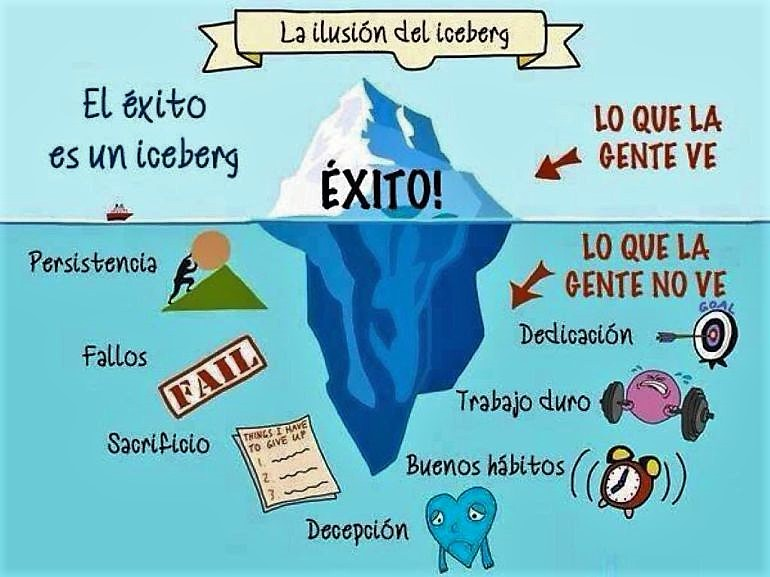 La ilusión del iceberg
El éxito
es un iceberg
LO QUE LA
GENTE VE
ÉXITO!
LO QUE LA
GENTE NO VE
Persistencia
GOAL
Dedicación
Fallos
FAIL
Trabajo duro
Sacrificio
THINGS I HAVE
TO GIVE UP
1.
2.
3.
Buenos hábitos
Decepción